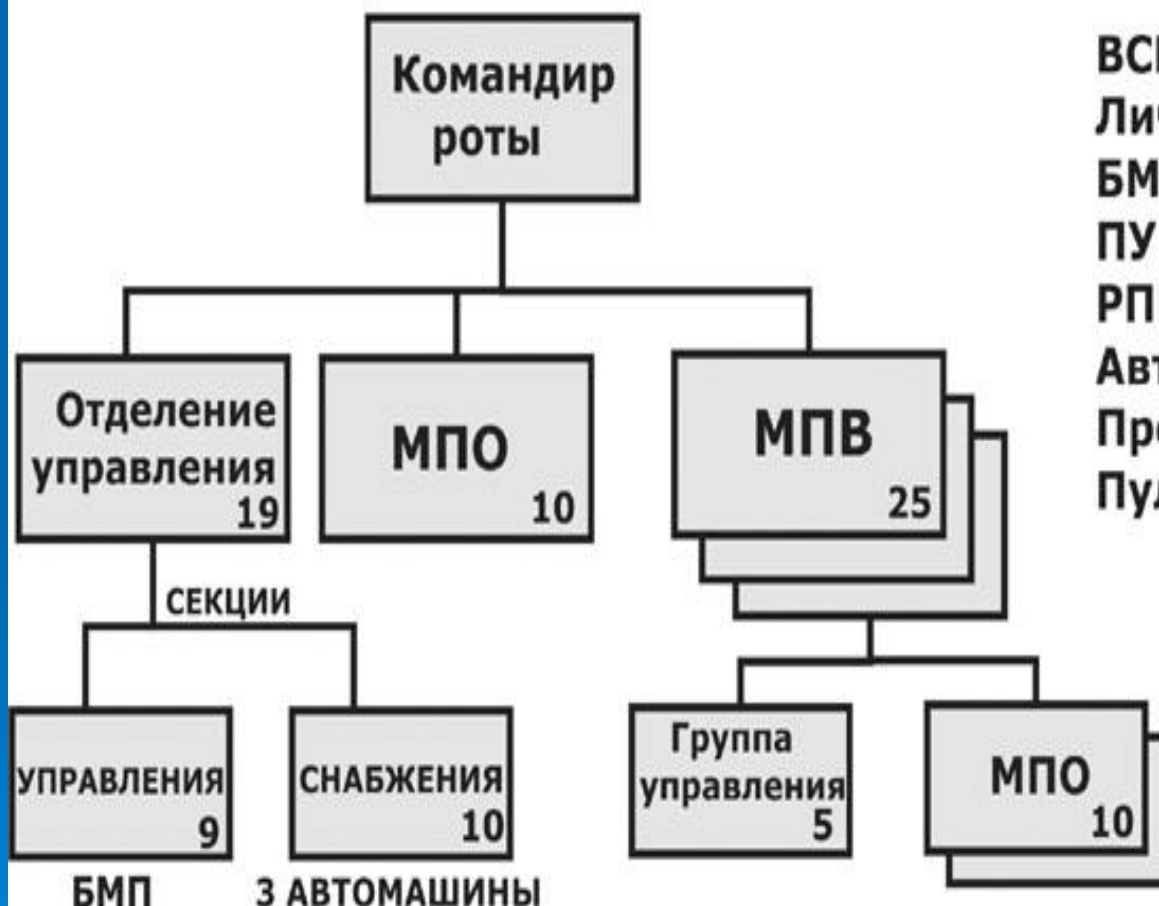 Командир
роты
ПУ
Отделение
управления
19
МПО
10
МПВ
25
СЕКЦИИ
УПРАВЛЕНИЯ
9
БМП
СНАБЖЕНИЯ
10
3 АВТОМАШИНЫ
Группа
управления
5
МПО
10